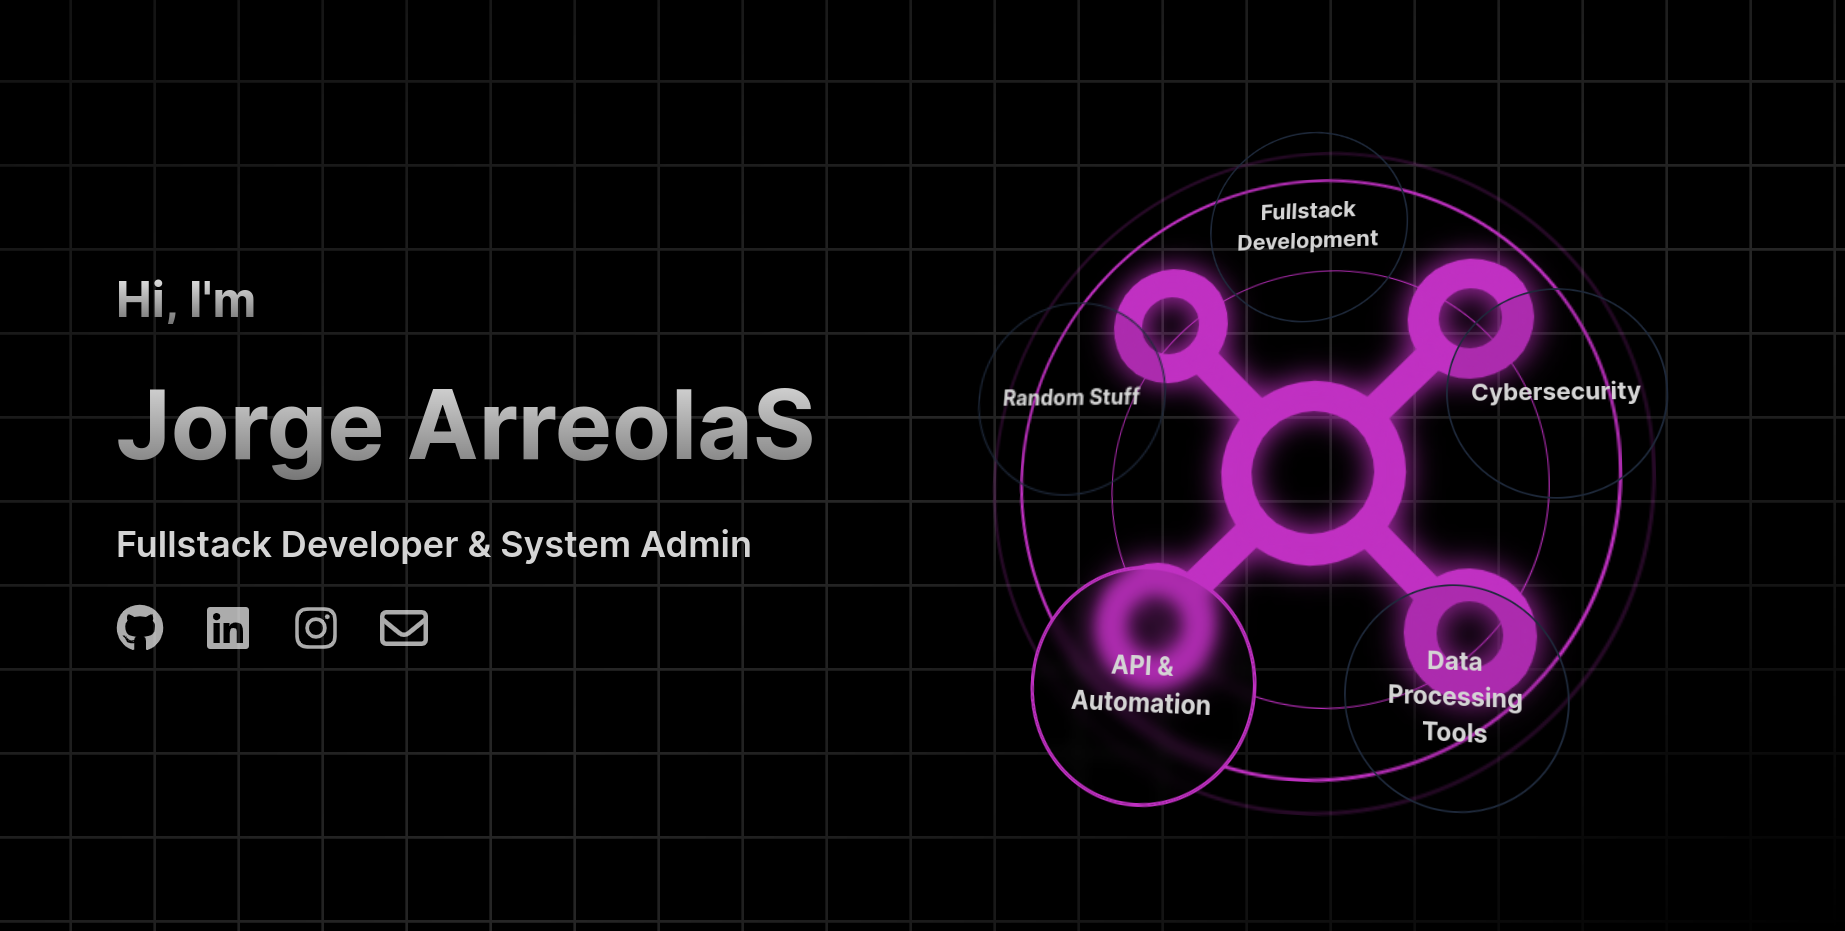 Hi, I'm
Jorge ArreolaS
Fullstack Developer & System Admin
Fullstack
Development
Random Stuff
Cybersecurity
API &
Automation
Data
Processing
Tools